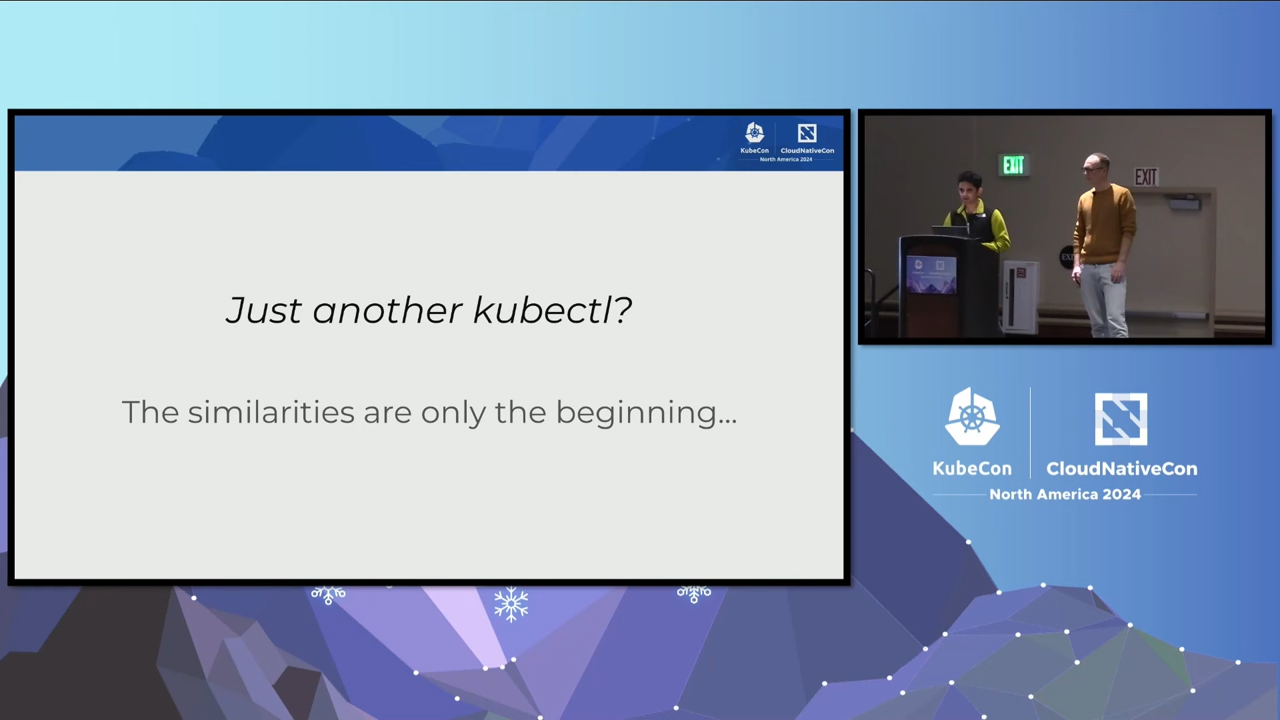 KubeCon
CloudNativeCon
North America 2024
Just another kubectl?
The similarities are only the beginning...
EXIT
EXIT
KubeCon
CloudNativeCon
North America 2024